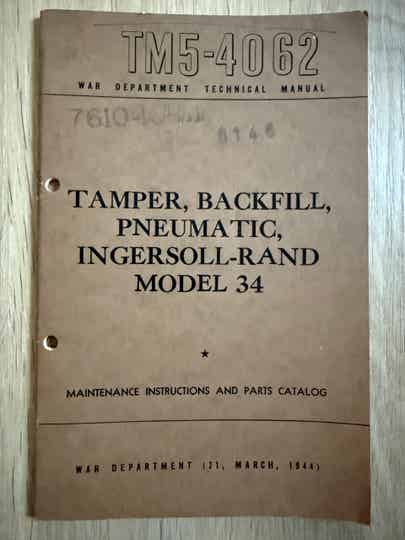 TM5-4062
WAR DEPARTMENT TECHNICAL MANUAL
TAMPER, BACKFILL,
PNEUMATIC,
INGERSOLL-RAND
MODEL 34
★
MAINTENANCE INSTRUCTIONS AND PARTS CATALOG
WAR DEPARTMENT (21, MARCH, 1944)